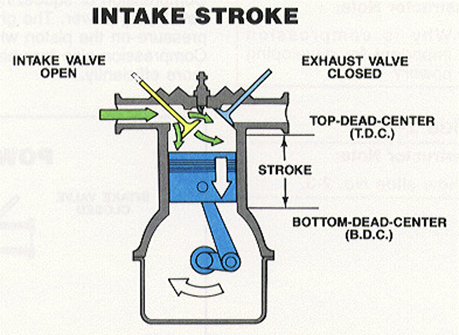 INTAKE STROKE
INTAKE VALVE
OPEN
EXHAUST VALVE
CLOSED
TOP-DEAD-CENTER
(T.D.C.)
STROKE
BOTTOM-DEAD-CENTER
(B.D.C.)